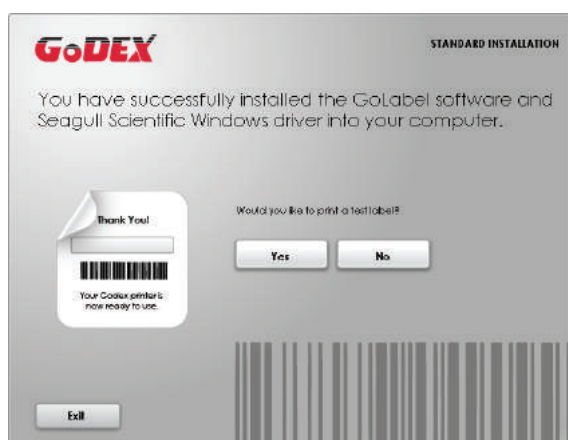 GoDEX
STANDARD INSTALLATION
You have successfully installed the GoLabel software and
Seagull Scientific Windows driver into your computer.
Thank You!
Your Godex printer is
now ready to use.
Would you like to print a test label?
Yes
No
Exit